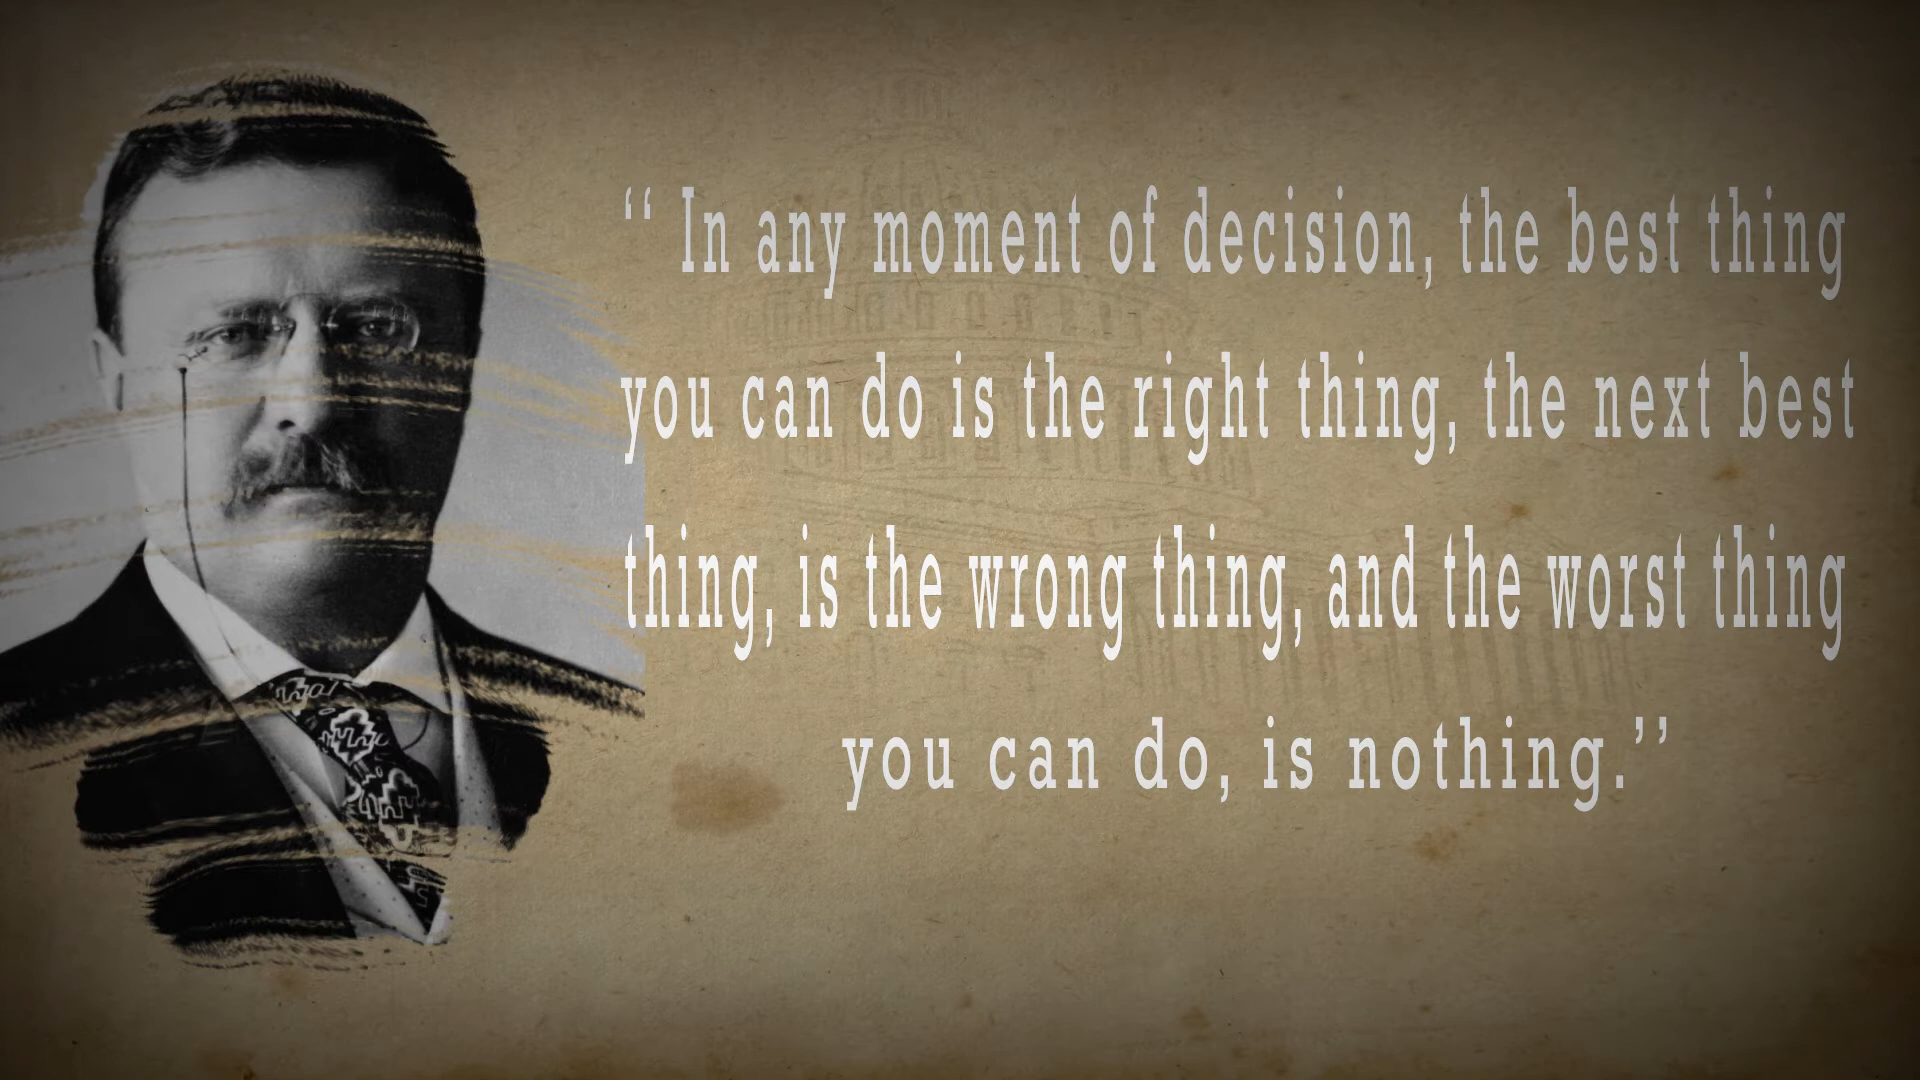 “ In any moment of decision, the best thing
you can do is the right thing, the next best
thing, is the wrong thing, and the worst thing
you can do, is nothing.”